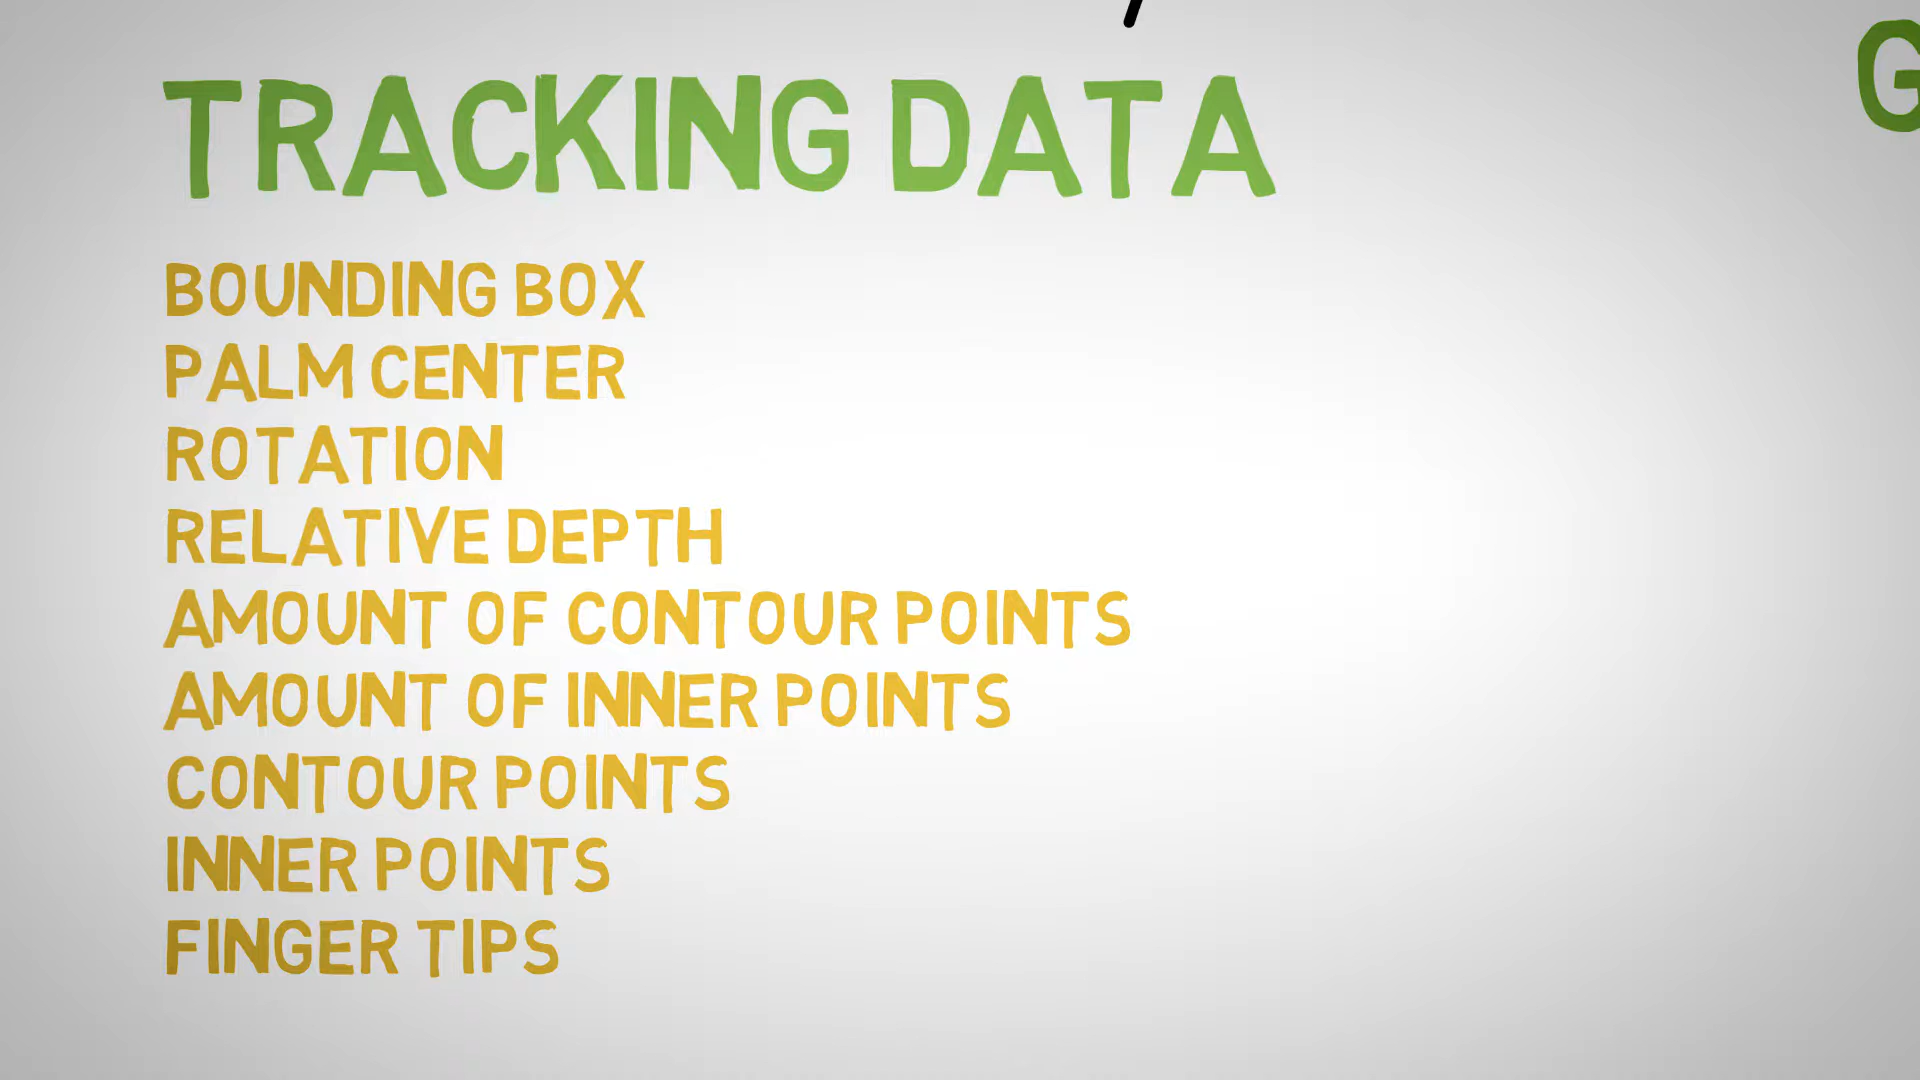 TRACKING DATA
BOUNDING BOX
PALM CENTER
ROTATION
RELATIVE DEPTH
AMOUNT OF CONTOUR POINTS
AMOUNT OF INNER POINTS
CONTOUR POINTS
INNER POINTS
FINGER TIPS